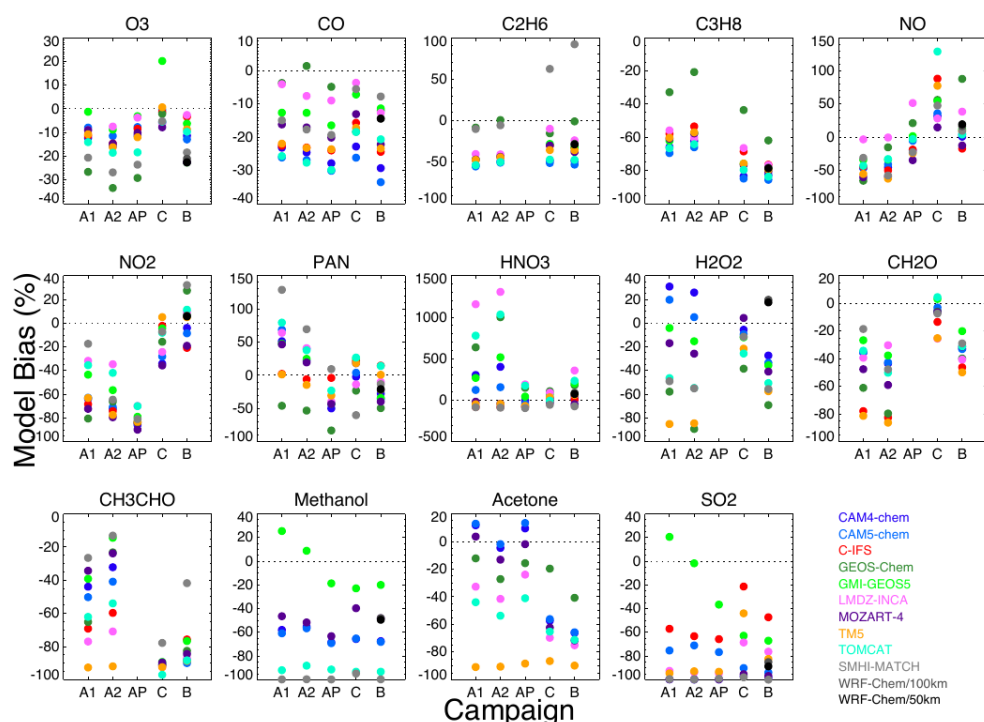 O3 CO C2H6 C3H8 NO
30 10 100 0 150
20 0 50 -20 100
10 -10 0 -40 50
0 -20 -50 -60 0
-10 -30 -100 -80 -50
-20 -40 -100 -100
-30
-40
A1 A2 AP C B A1 A2 AP C B A1 A2 AP C B A1 A2 AP C B A1 A2 AP C B
NO2 PAN HNO3 H2O2 CH2O
40 150 1500 40 20
20 100 1000 20 0
0 50 500 0 -20
-20 0 0 -20 -40
-40 -50 -500 -40 -60
-60 -100 -60 -80
-80 -80 -100
-100 -100
A1 A2 AP C B A1 A2 AP C B A1 A2 AP C B A1 A2 AP C B A1 A2 AP C B
Model Bias (%)
CH3CHO Methanol Acetone SO2
0 40 20 40
-20 20 0 20
-40 0 -20 0
-60 -20 -40 -20
-80 -40 -60 -40
-100 -60 -80 -60
-80 -100 -80
-100 -100
A1 A2 AP C B A1 A2 AP C B A1 A2 AP C B A1 A2 AP C B
Campaign
CAM4-chem
CAM5-chem
C-IFS
GEOS-Chem
GMI-GEOS5
LMDZ-INCA
MOZART-4
TM5
TOMCAT
SMHI-MATCH
WRF-Chem/100km
WRF-Chem/50km